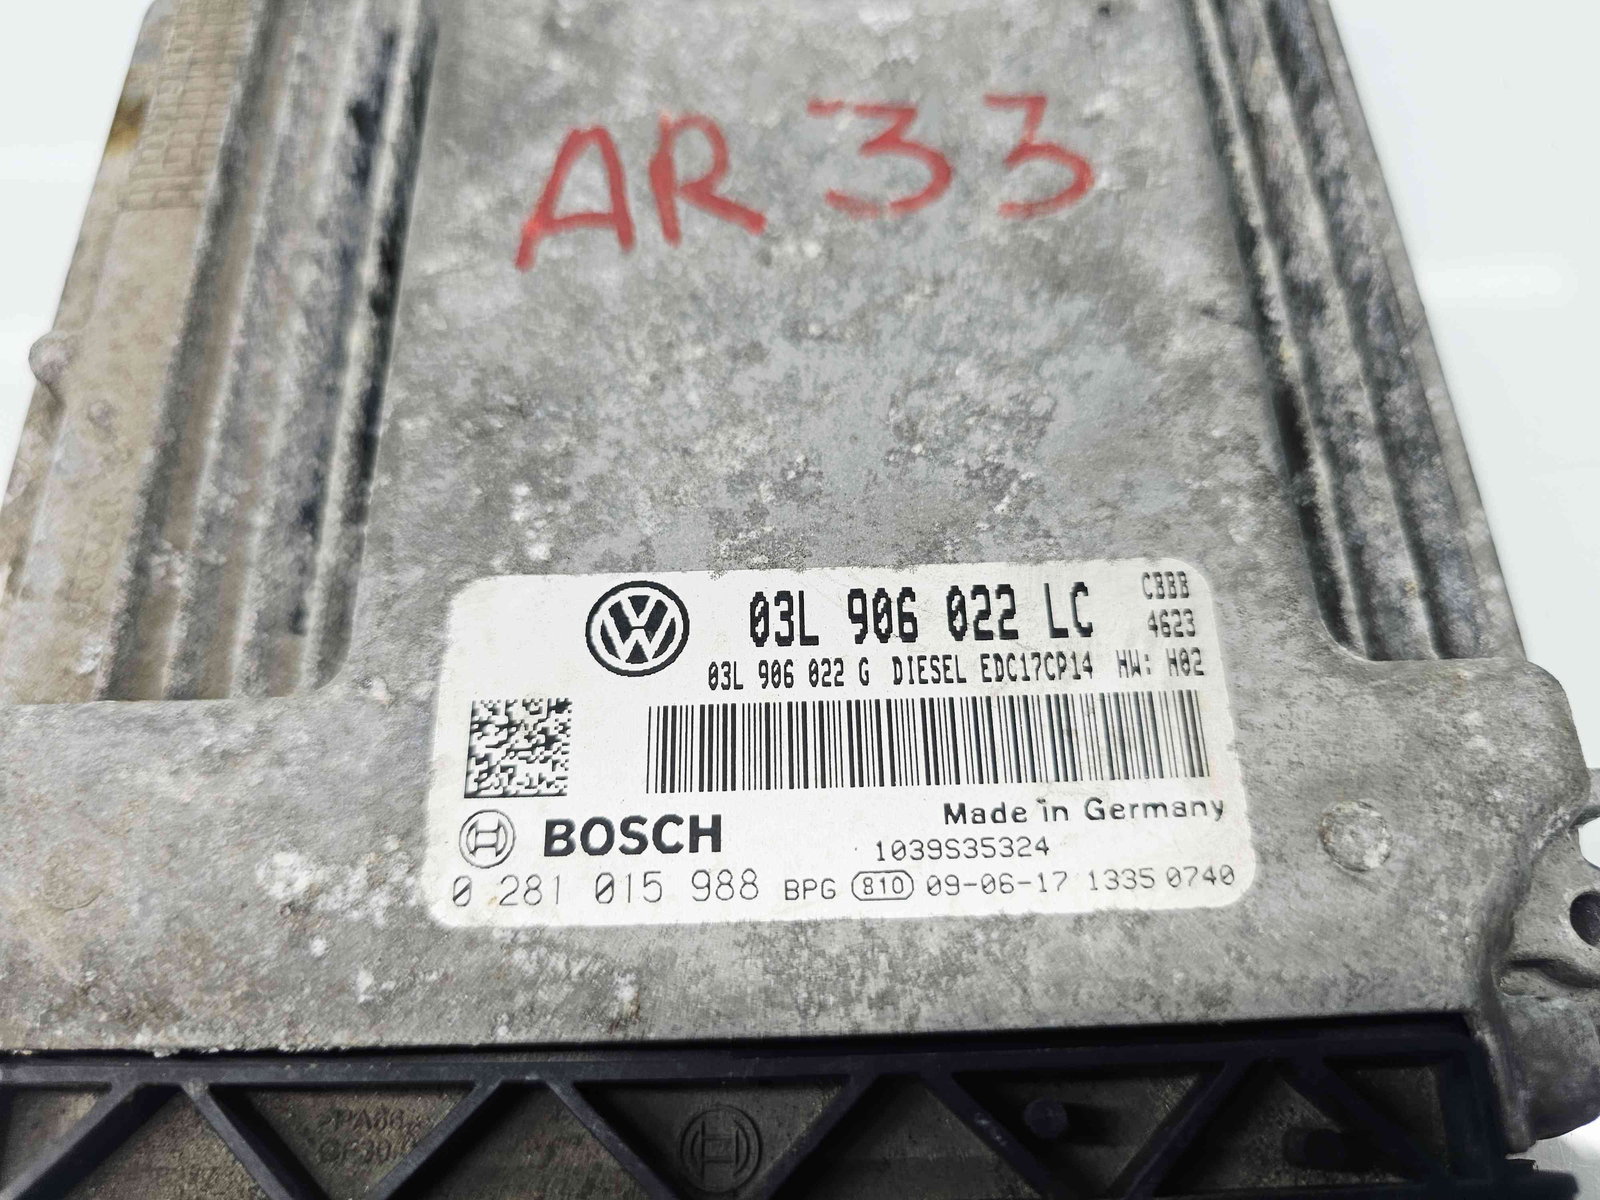 AR 33
03L 906 022 LC
CBBB
4623
03L 906 022 G DIESEL EDC17CP14 HW: H02
Made in Germany
BOSCH
1039S35324
0 281 015 988 BPG 810 09-06-17 1335 0740